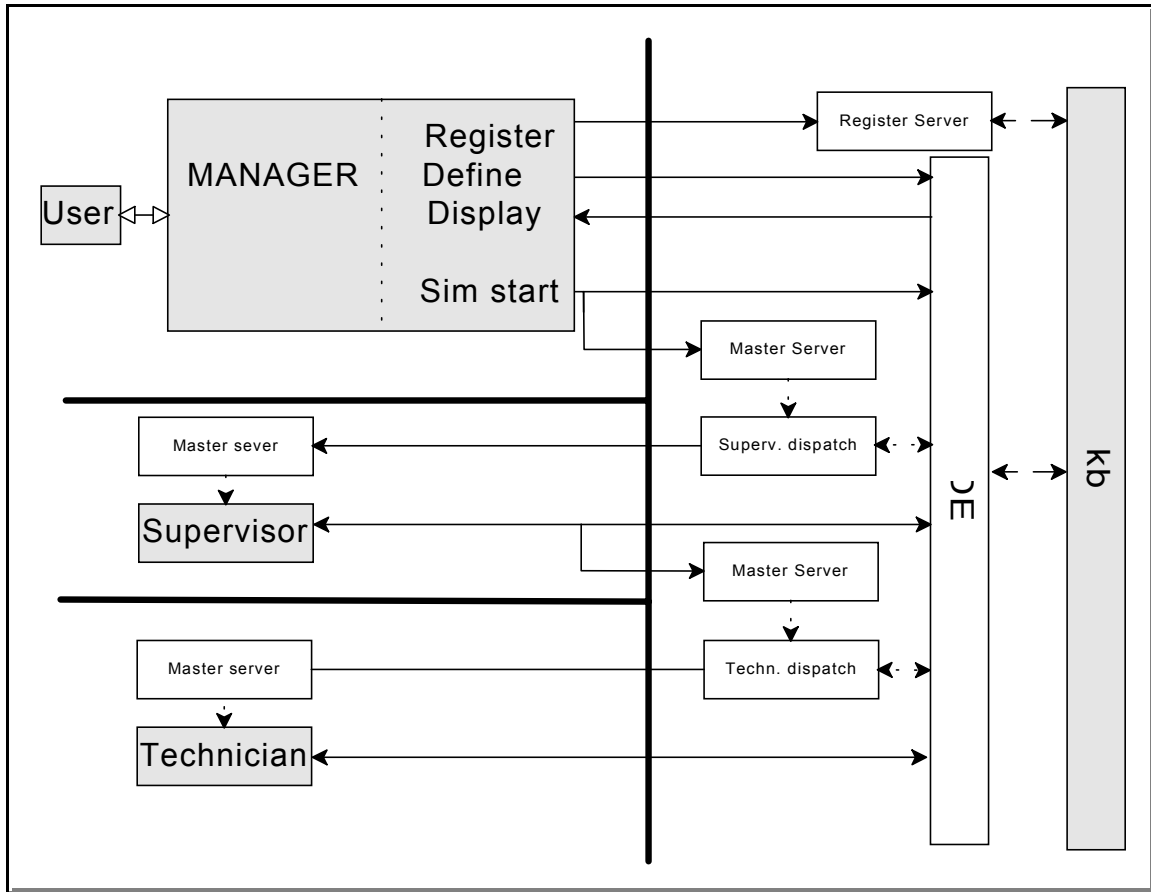 Register Server
Register
MANAGER
Define
User
Display
Sim start
Master Server
Master sever
Superv. dispatch
kb
Supervisor
Master Server
Master server
Techn. dispatch
Technician